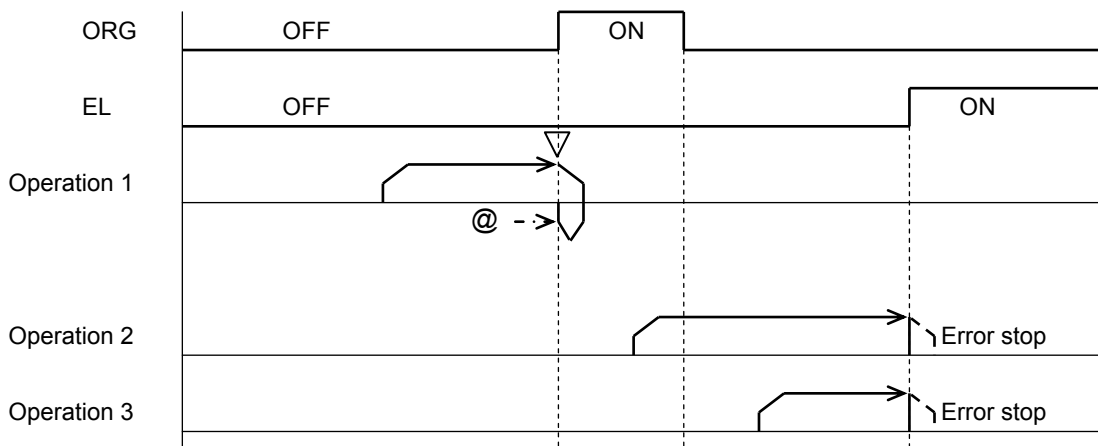 ORG OFF ON
EL OFF ON
Operation 1
@
Operation 2 Error stop
Operation 3 Error stop